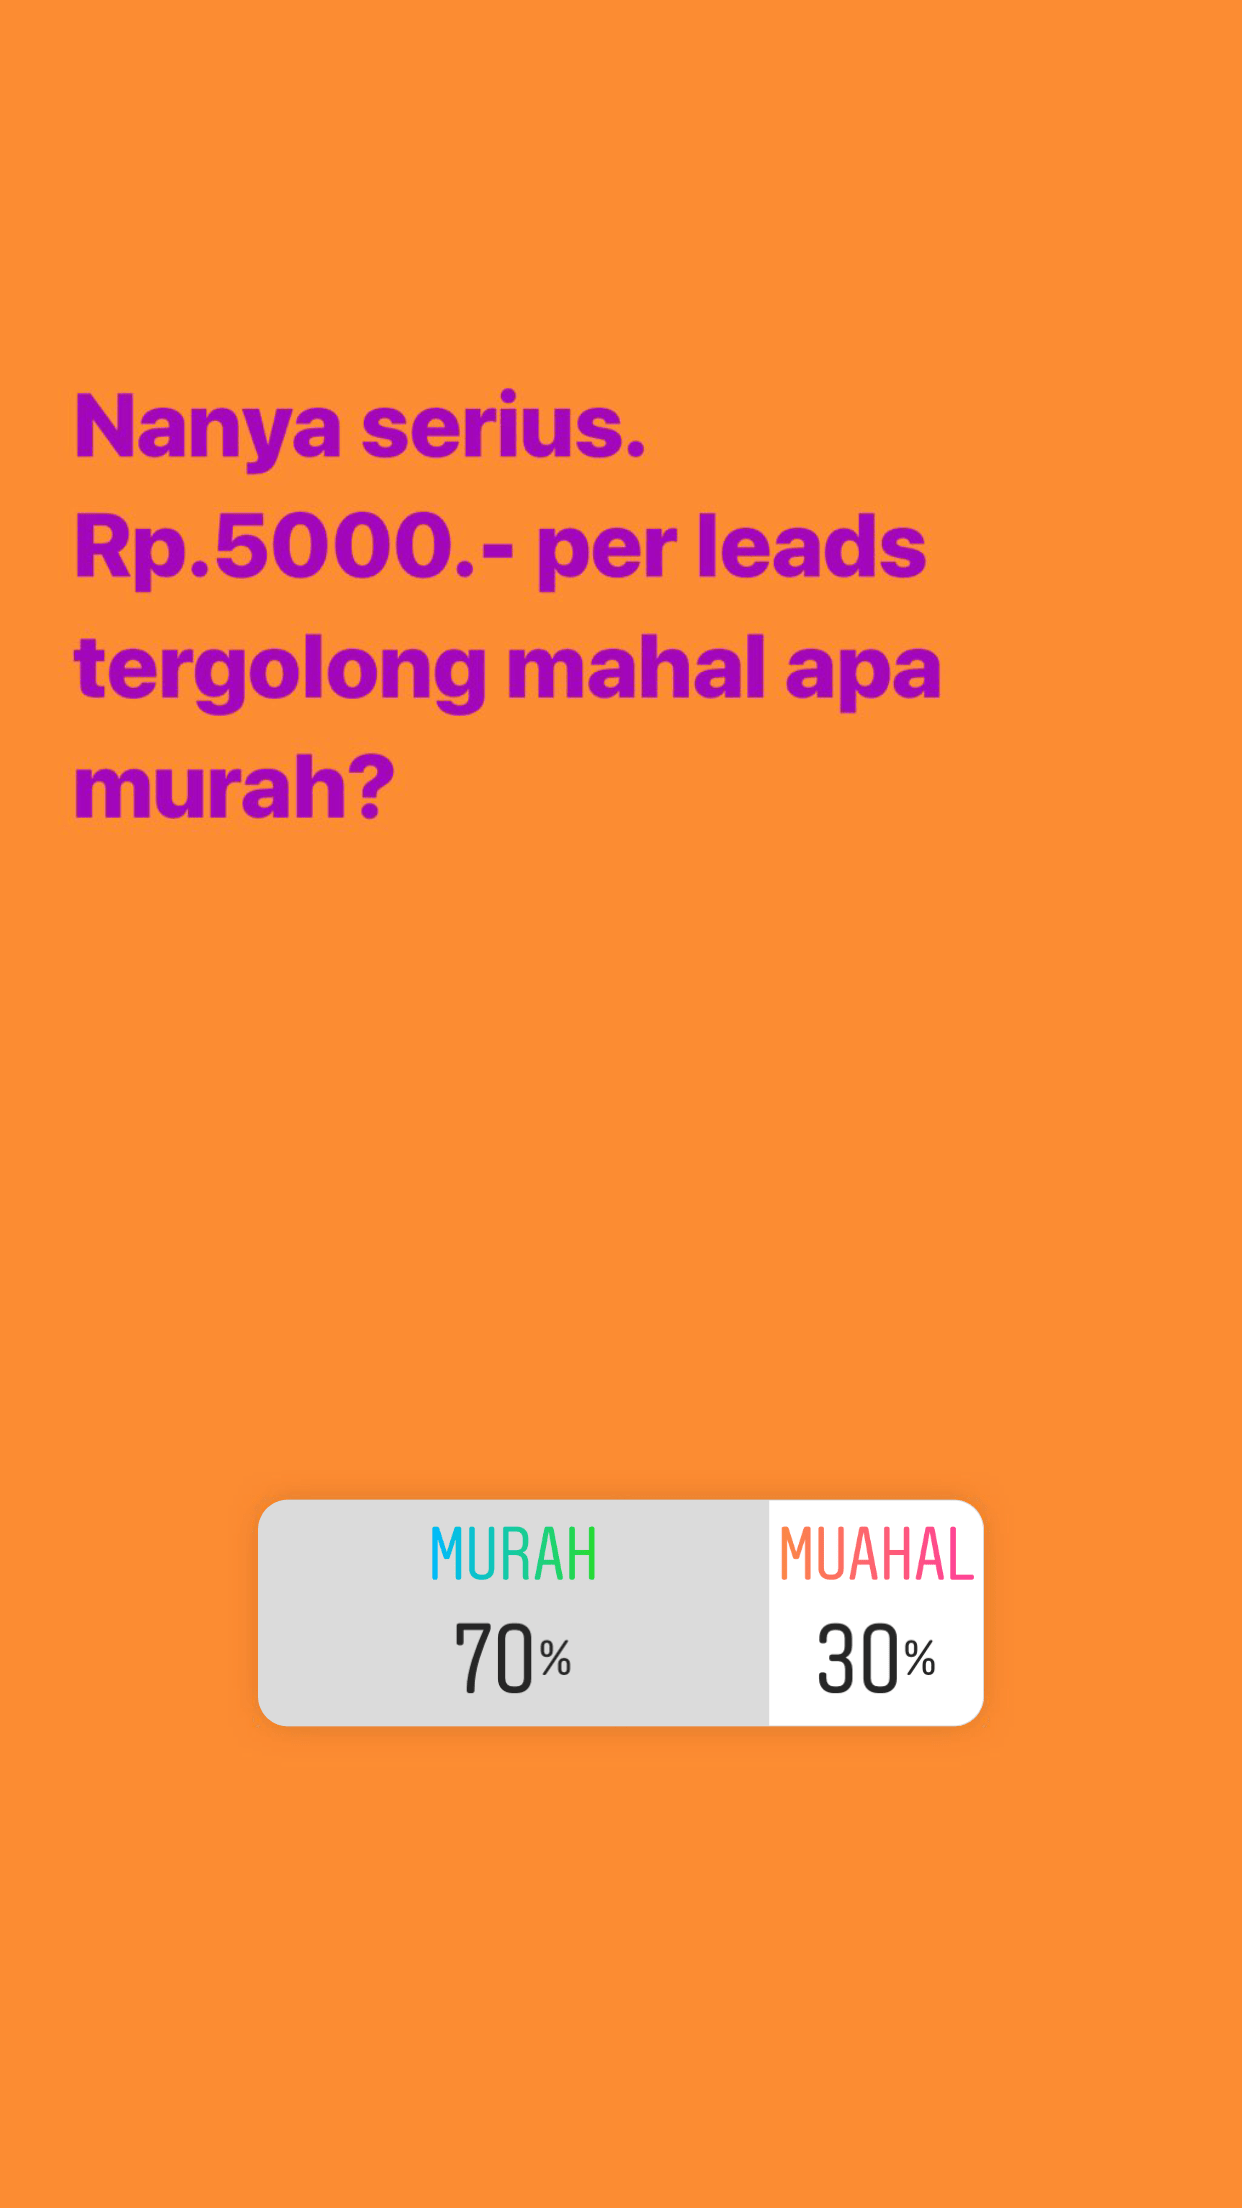 Nanya serius.
Rp.5000.- per leads
tergolong mahal apa
murah?
MURAH
MUAHAL
70%
30%